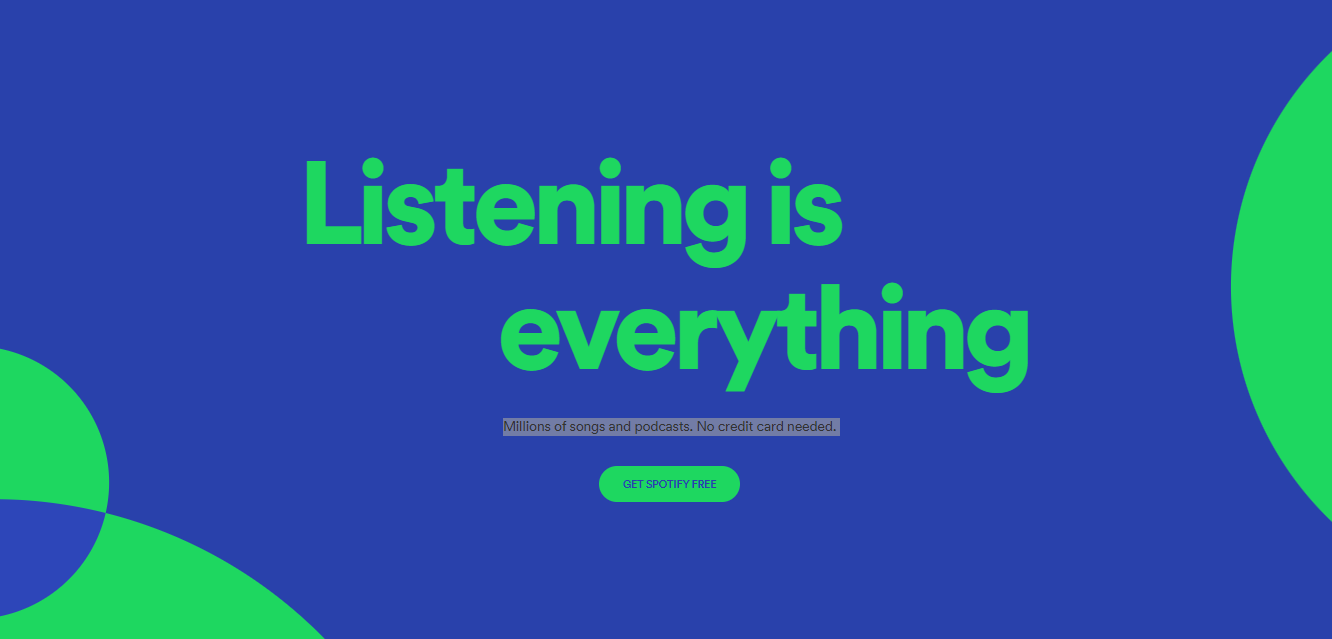 Listening is
everything
Millions of songs and podcasts. No credit card needed.
GET SPOTIFY FREE